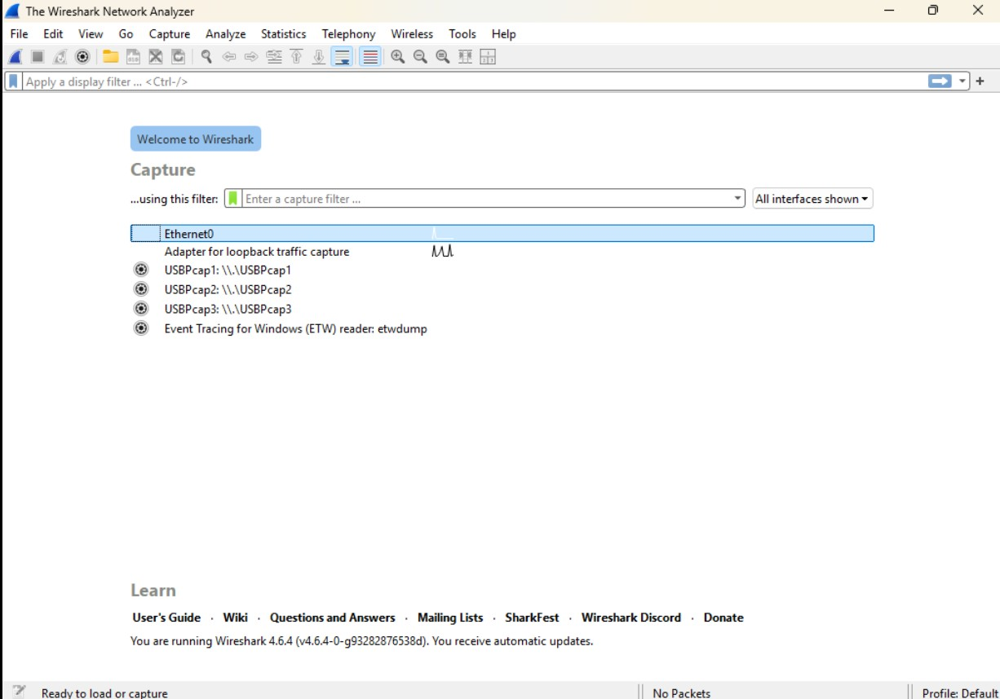 The Wireshark Network Analyzer
File Edit View Go Capture Analyze Statistics Telephony Wireless Tools Help
Apply a display filter ... <Ctrl-/>
Welcome to Wireshark
Capture
...using this filter: Enter a capture filter ... All interfaces shown
Ethernet0
Adapter for loopback traffic capture
USBPcap1: \\.\USBPcap1
USBPcap2: \\.\USBPcap2
USBPcap3: \\.\USBPcap3
Event Tracing for Windows (ETW) reader: etwdump
Learn
User's Guide · Wiki · Questions and Answers · Mailing Lists · SharkFest · Wireshark Discord · Donate
You are running Wireshark 4.6.4 (v4.6.4-0-g93282876538d). You receive automatic updates.
Ready to load or capture No Packets Profile: Default